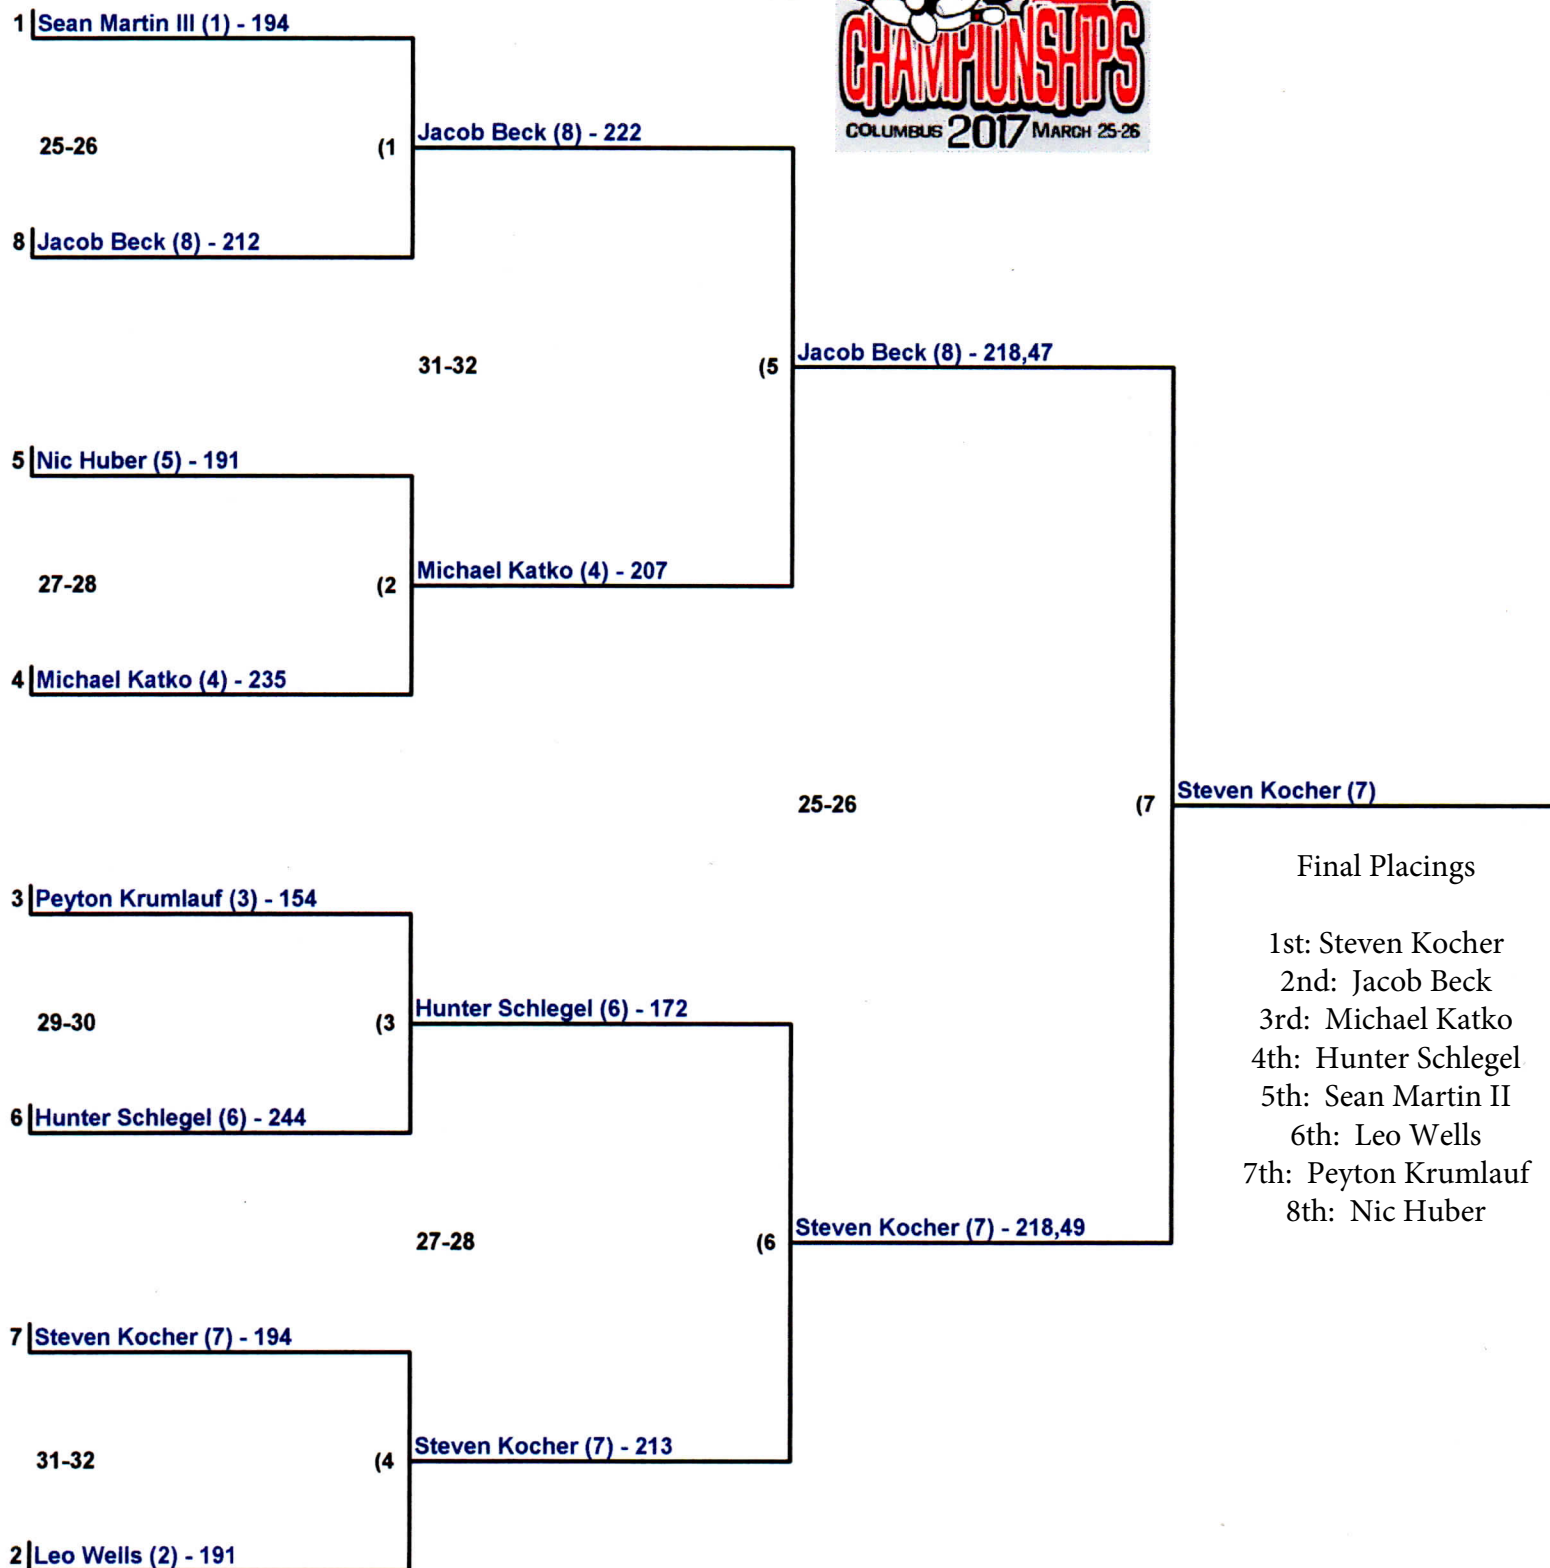 1 Sean Martin III (1) - 194
CHAMPIONSHIPS
COLUMBUS 2017 MARCH 25-26
25-26 (1 Jacob Beck (8) - 222
8 Jacob Beck (8) - 212
31-32 (5 Jacob Beck (8) - 218,47
5 Nic Huber (5) - 191
27-28 (2 Michael Katko (4) - 207
4 Michael Katko (4) - 235
25-26 (7 Steven Kocher (7)
Final Placings
3 Peyton Krumlauf (3) - 154
1st: Steven Kocher
2nd: Jacob Beck
29-30 (3 Hunter Schlegel (6) - 172
3rd: Michael Katko
4th: Hunter Schlegel
5th: Sean Martin II
6 Hunter Schlegel (6) - 244
6th: Leo Wells
7th: Peyton Krumlauf
8th: Nic Huber
27-28 (6 Steven Kocher (7) - 218,49
7 Steven Kocher (7) - 194
31-32 (4 Steven Kocher (7) - 213
2 Leo Wells (2) - 191